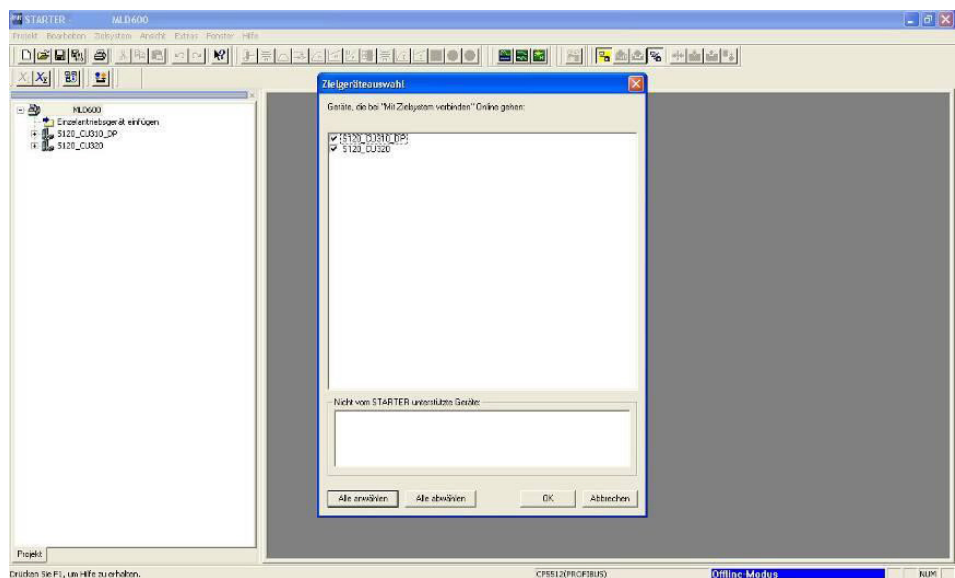 STARTER - MLD600
Projekt Bearbeiten Zielsystem Ansicht Extras Fenster Hilfe
MLD600
Einzelantriebsgerät einfügen
S120_CU310_DP
S120_CU320
Zielgeräteauswahl
Geräte, die bei "Mit Zielsystem verbinden" Online gehen:
S120_CU310_DP
S120_CU320
Nicht vom STARTER unterstützte Geräte:
Alle anwählen
Alle abwählen
OK
Abbrechen
Projekt
Drücken Sie F1, um Hilfe zu erhalten.
CP5512(PROFIBUS)
Offline-Modus
NUM